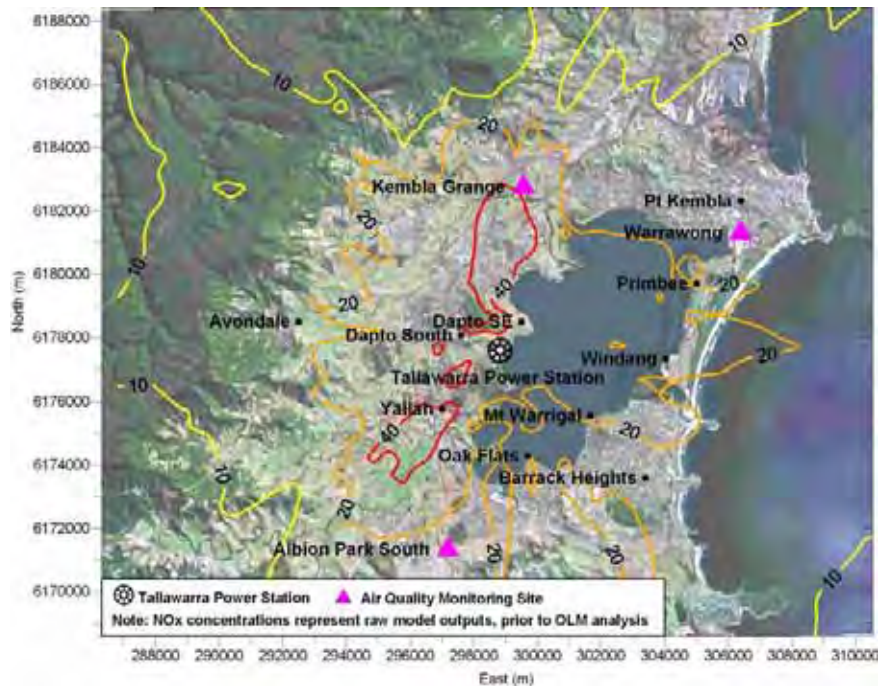 6188000
6186000
6184000
6182000
6180000
6178000
6176000
6174000
6172000
6170000
North (m)
10
10
20
Kembla Grange
Pt Kembla
Warrawong
20
10
40
Primbee
20
20
Avondale
Dapto SE
Dapto South
20
Windang
Tallawarra Power Station
10
Yallah
Mt Warrigal
20
40
Oak Flats
10
Barrack Heights
20
20
20
Albion Park South
10
Tallawarra Power Station
Air Quality Monitoring Site
Note: NOx concentrations represent raw model outputs, prior to OLM analysis
288000 290000 292000 294000 296000 298000 300000 302000 304000 306000 308000 310000
East (m)